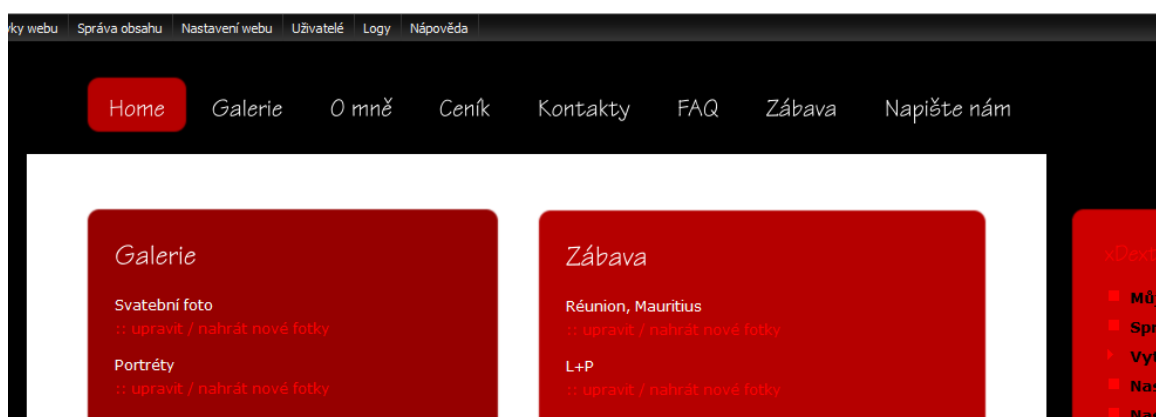 webu Správa obsahu Nastavení webu Uživatelé Logy Nápověda
Home Galerie O mně Ceník Kontakty FAQ Zábava Napište nám
Galerie
Svatební foto
:: upravit / nahrát nové fotky
Portréty
:: upravit / nahrát nové fotky
Zábava
Réunion, Mauritius
:: upravit / nahrát nové fotky
L+P
:: upravit / nahrát nové fotky